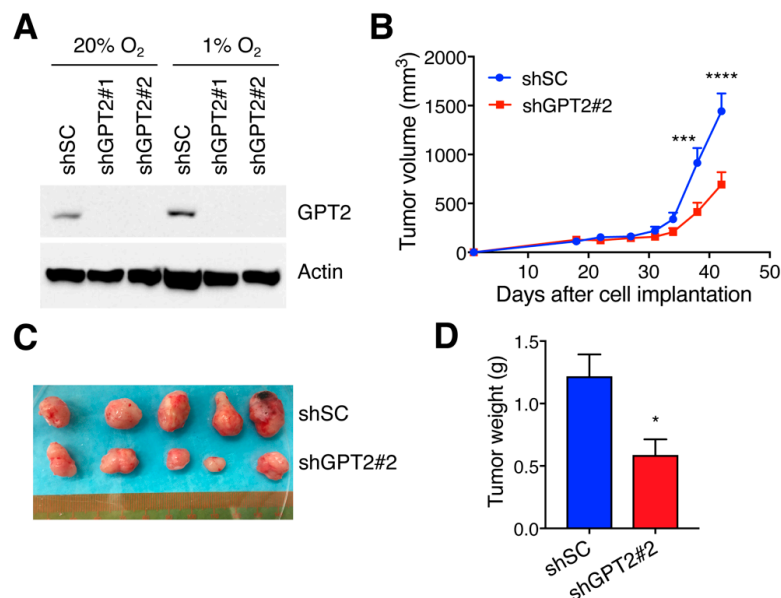 A
20% O2 1% O2
shSC shGPT2#1 shGPT2#2 shSC shGPT2#1 shGPT2#2
GPT2
Actin
B
Tumor volume (mm3)
2000
1500
1000
500
0
shSC
shGPT2#2
***
****
10 20 30 40 50
Days after cell implantation
C
shSC
shGPT2#2
D
Tumor weight (g)
1.5
1.0
0.5
0.0
*
shSC shGPT2#2